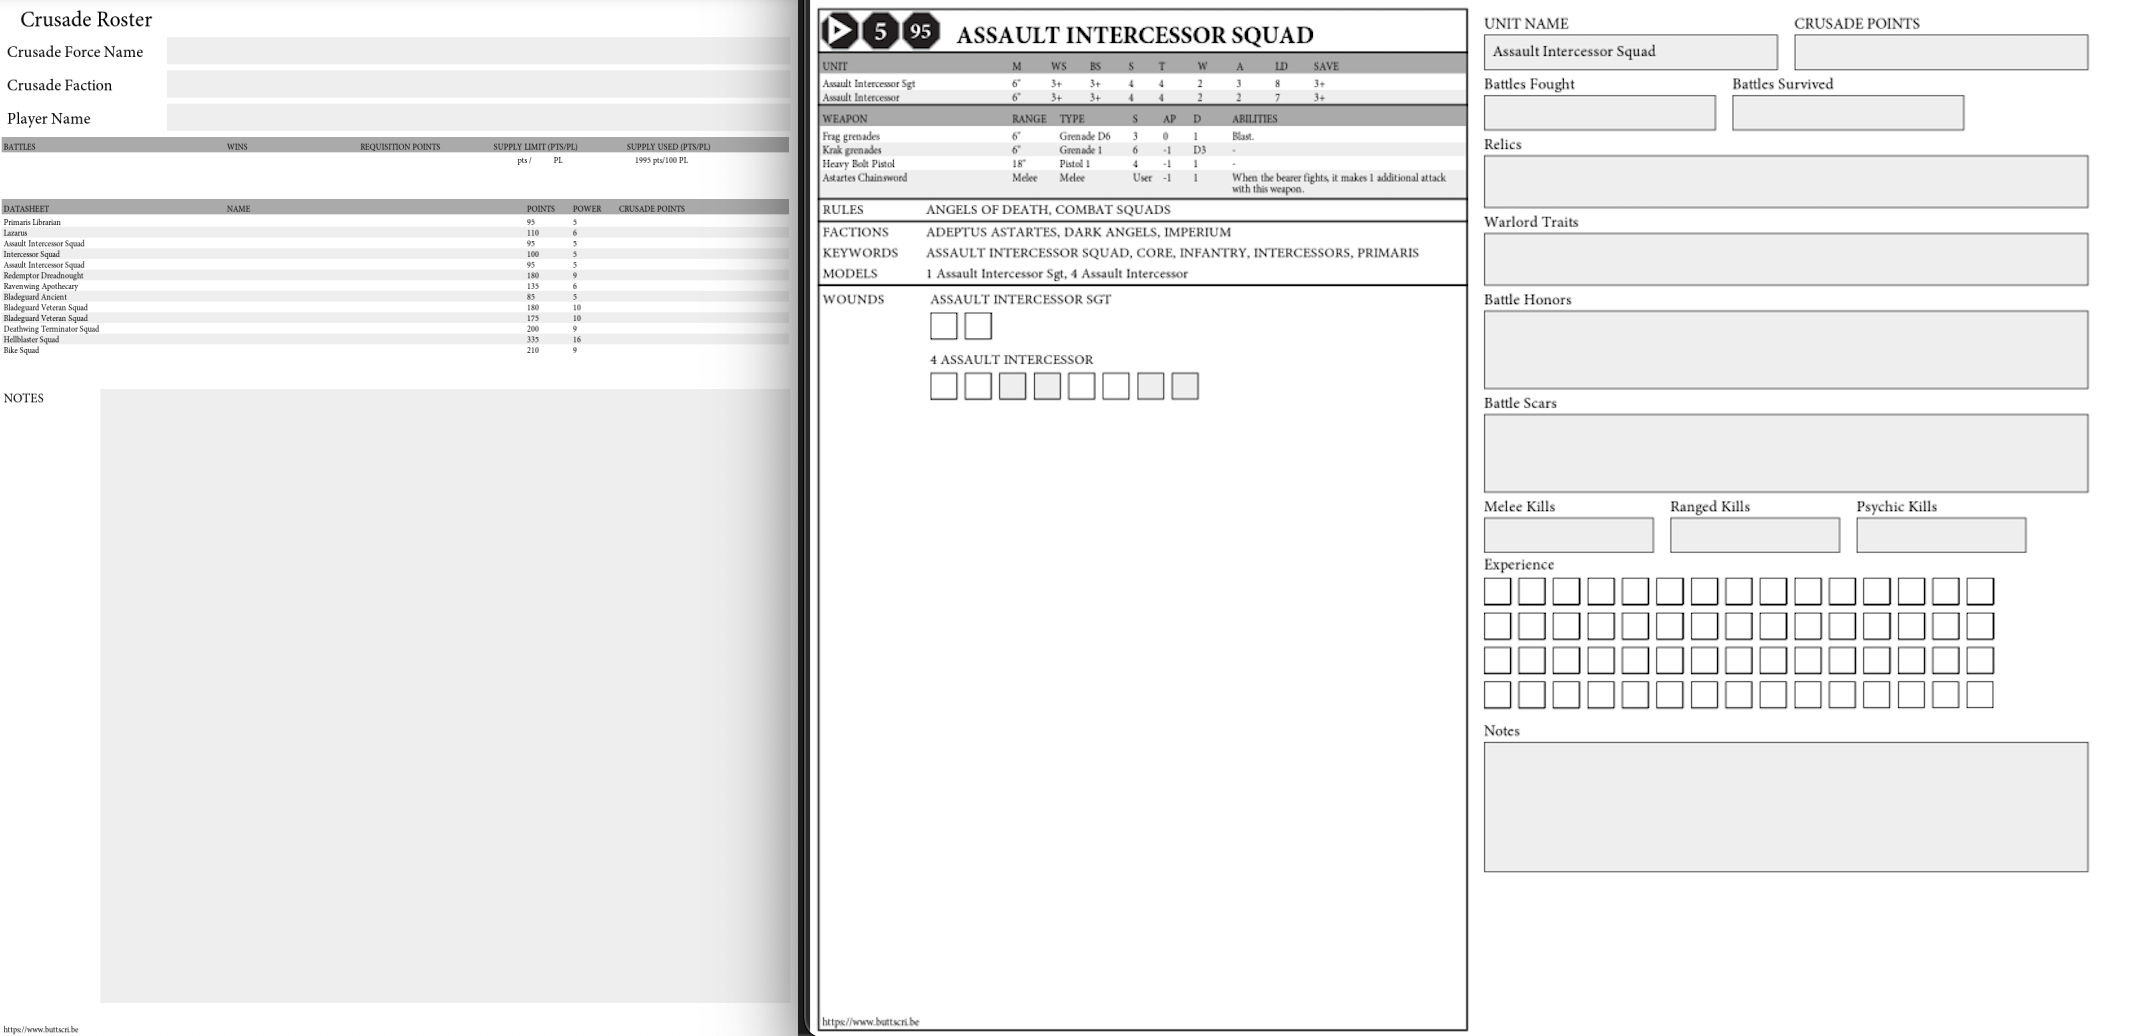 Crusade Roster
Crusade Force Name
Crusade Faction
Player Name
BATTLES WINS REQUISITION POINTS SUPPLY LIMIT (PTS/PL) SUPPLY USED (PTS/PL)
pts / PL 1995 pts/100 PL
DATASHEET NAME POINTS POWER CRUSADE POINTS
Primaris Librarian 95 5
Lazarus 110 6
Assault Intercessor Squad 95 5
Intercessor Squad 100 5
Assault Intercessor Squad 95 5
Redemptor Dreadnought 180 9
Ravenwing Apothecary 135 6
Bladeguard Ancient 85 5
Bladeguard Veteran Squad 180 10
Bladeguard Veteran Squad 175 10
Deathwing Terminator Squad 200 9
Hellblaster Squad 335 16
Bike Squad 210 9
NOTES
https://www.buttscri.be
5 95 ASSAULT INTERCESSOR SQUAD
UNIT M WS BS S T W A LD SAVE
Assault Intercessor Sgt 6" 3+ 3+ 4 4 2 3 8 3+
Assault Intercessor 6" 3+ 3+ 4 4 2 2 7 3+
WEAPON RANGE TYPE S AP D ABILITIES
Frag grenades 6" Grenade D6 3 0 1 Blast.
Krak grenades 6" Grenade 1 6 -1 D3 -
Heavy Bolt Pistol 18" Pistol 1 4 -1 1 -
Astartes Chainsword Melee Melee User -1 1 When the bearer fights, it makes 1 additional attack
with this weapon.
RULES ANGELS OF DEATH, COMBAT SQUADS
FACTIONS ADEPTUS ASTARTES, DARK ANGELS, IMPERIUM
KEYWORDS ASSAULT INTERCESSOR SQUAD, CORE, INFANTRY, INTERCESSORS, PRIMARIS
MODELS 1 Assault Intercessor Sgt, 4 Assault Intercessor
WOUNDS ASSAULT INTERCESSOR SGT
4 ASSAULT INTERCESSOR
https://www.buttscri.be
UNIT NAME CRUSADE POINTS
Assault Intercessor Squad
Battles Fought Battles Survived
Relics
Warlord Traits
Battle Honors
Battle Scars
Melee Kills Ranged Kills Psychic Kills
Experience
Notes